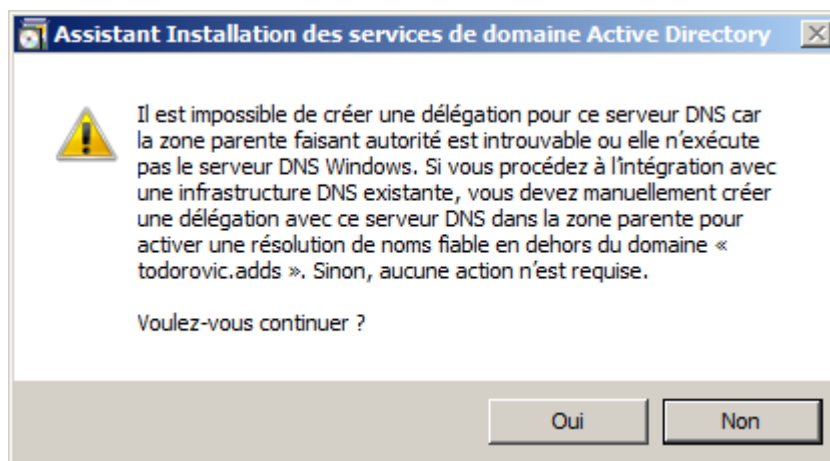 Assistant Installation des services de domaine Active Directory
Il est impossible de créer une délégation pour ce serveur DNS car
la zone parente faisant autorité est introuvable ou elle n’exécute
pas le serveur DNS Windows. Si vous procédez à l’intégration avec
une infrastructure DNS existante, vous devez manuellement créer
une délégation avec ce serveur DNS dans la zone parente pour
activer une résolution de noms fiable en dehors du domaine «
todorovic.adds ». Sinon, aucune action n’est requise.
Voulez-vous continuer ?
Oui
Non